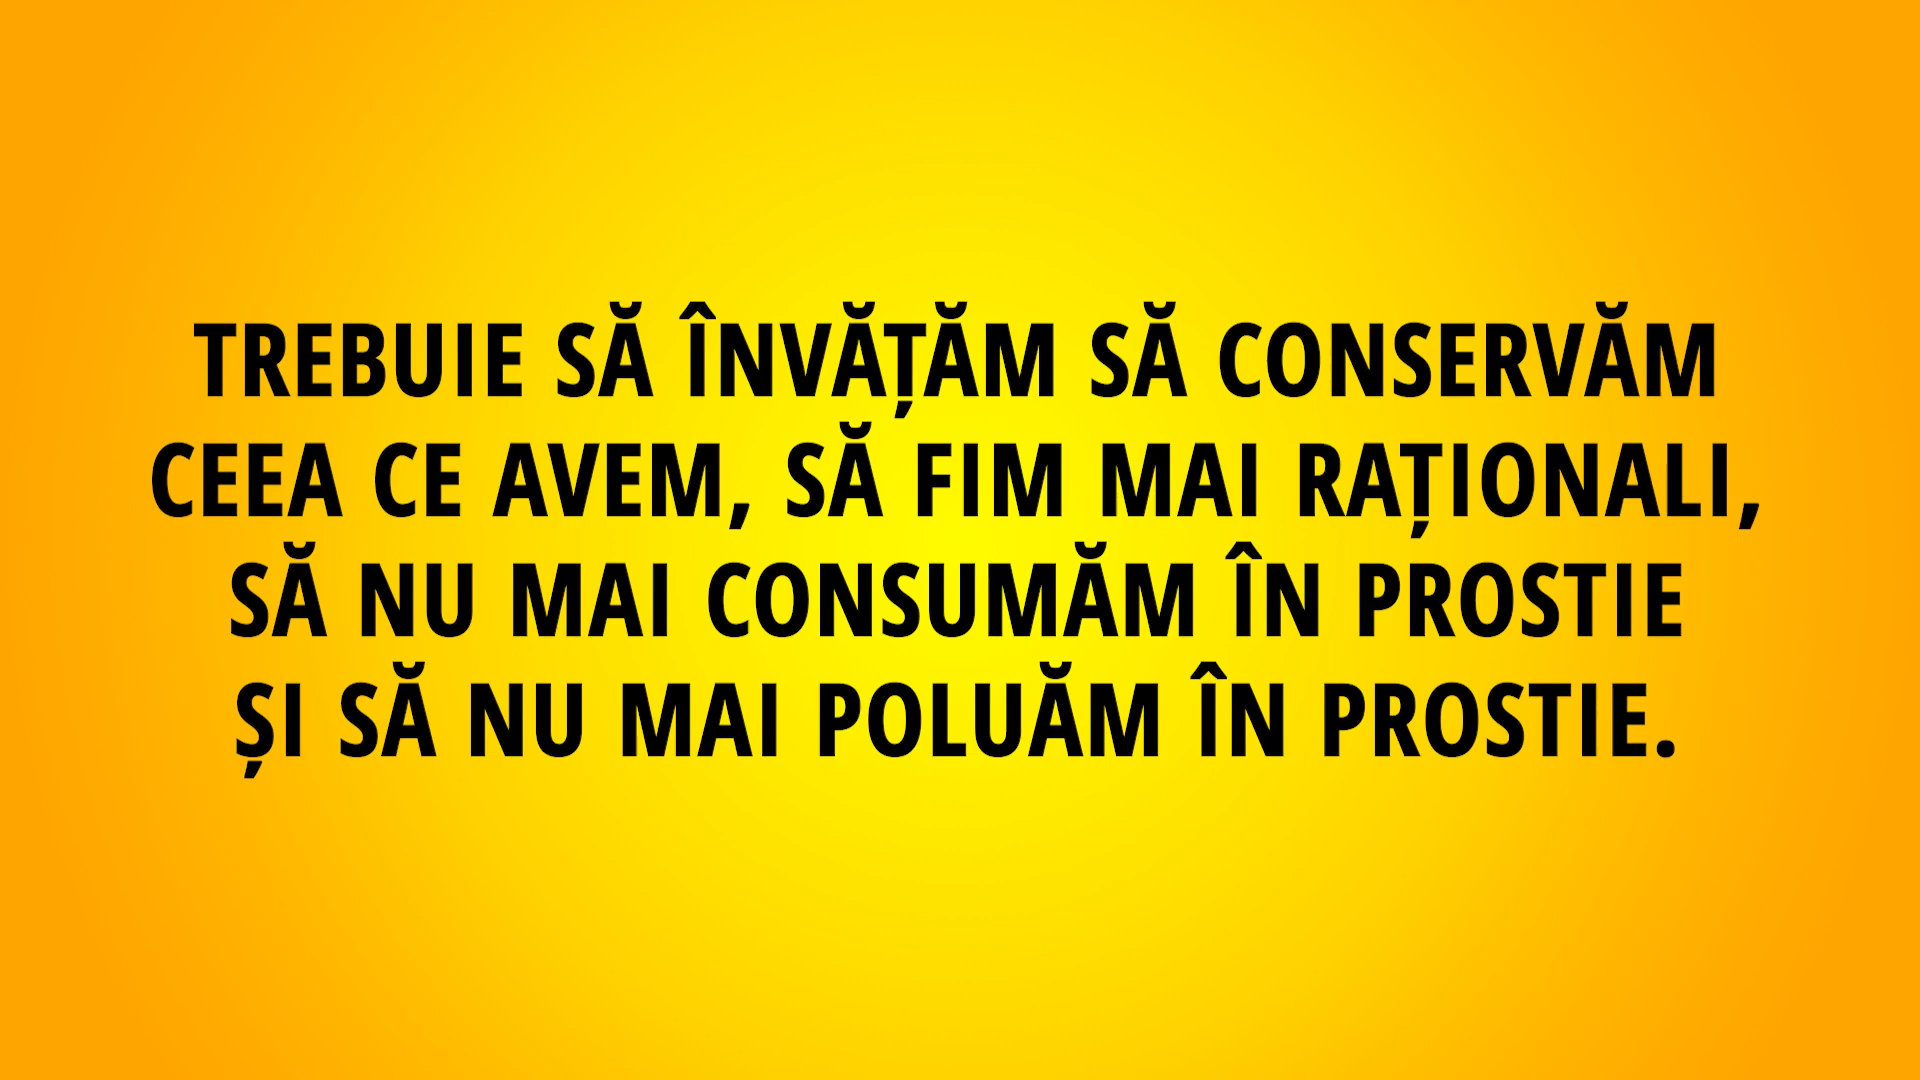 TREBUIE SĂ ÎNVĂȚĂM SĂ CONSERVĂM
CEEA CE AVEM, SĂ FIM MAI RAȚIONALI,
SĂ NU MAI CONSUMĂM ÎN PROSTIE
ȘI SĂ NU MAI POLUĂM ÎN PROSTIE.